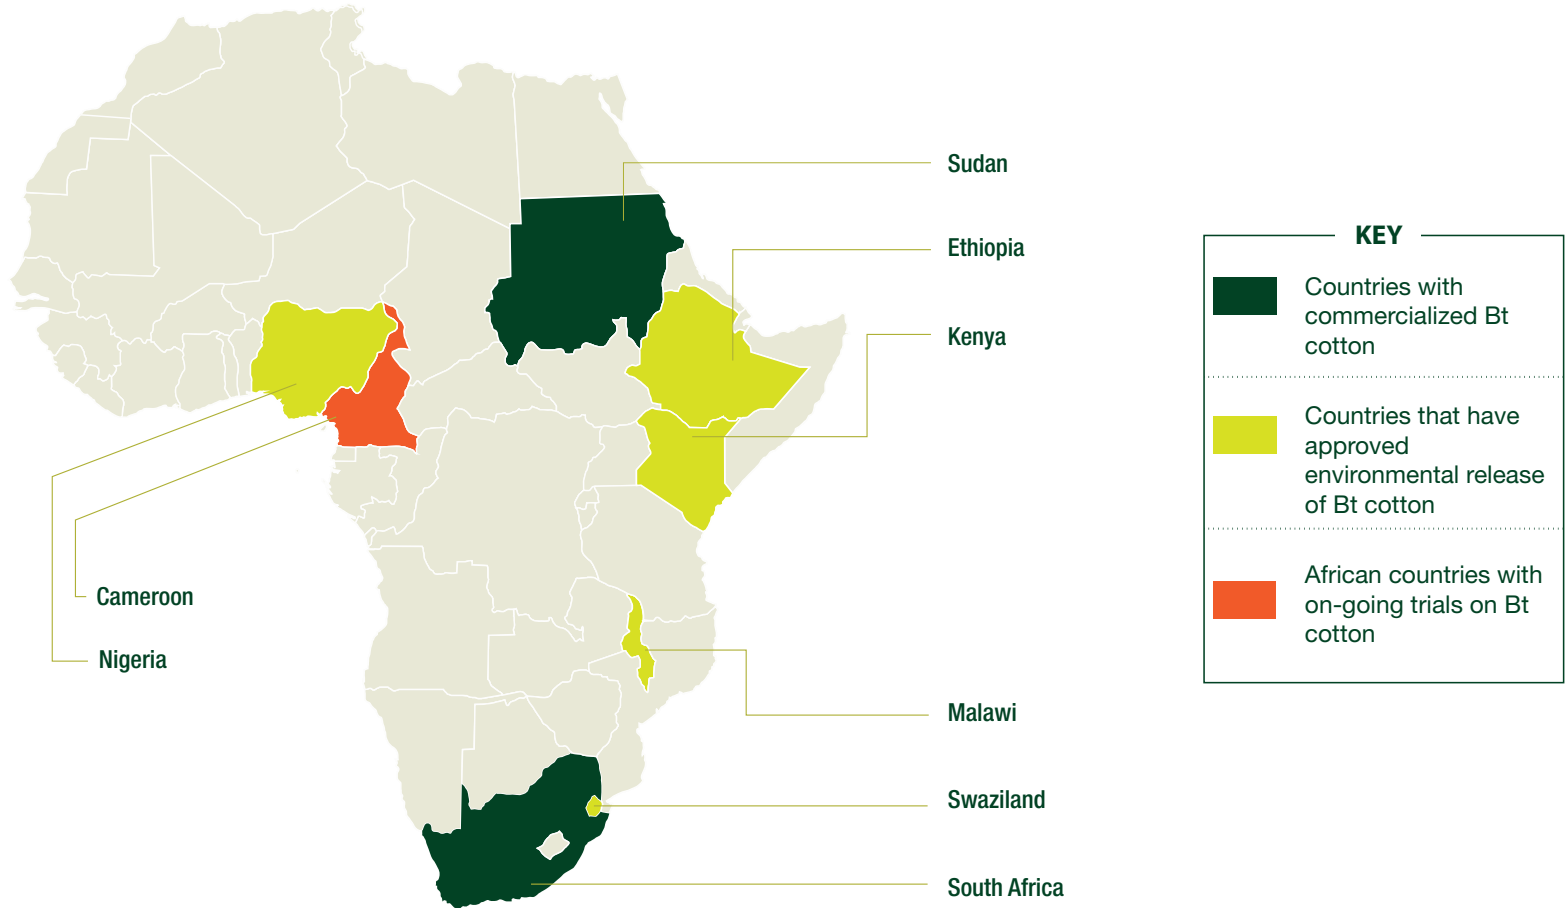 Sudan
Ethiopia
Kenya
Cameroon
Nigeria
Malawi
Swaziland
South Africa
KEY
Countries with
commercialized Bt
cotton
Countries that have
approved
environmental release
of Bt cotton
African countries with
on-going trials on Bt
cotton